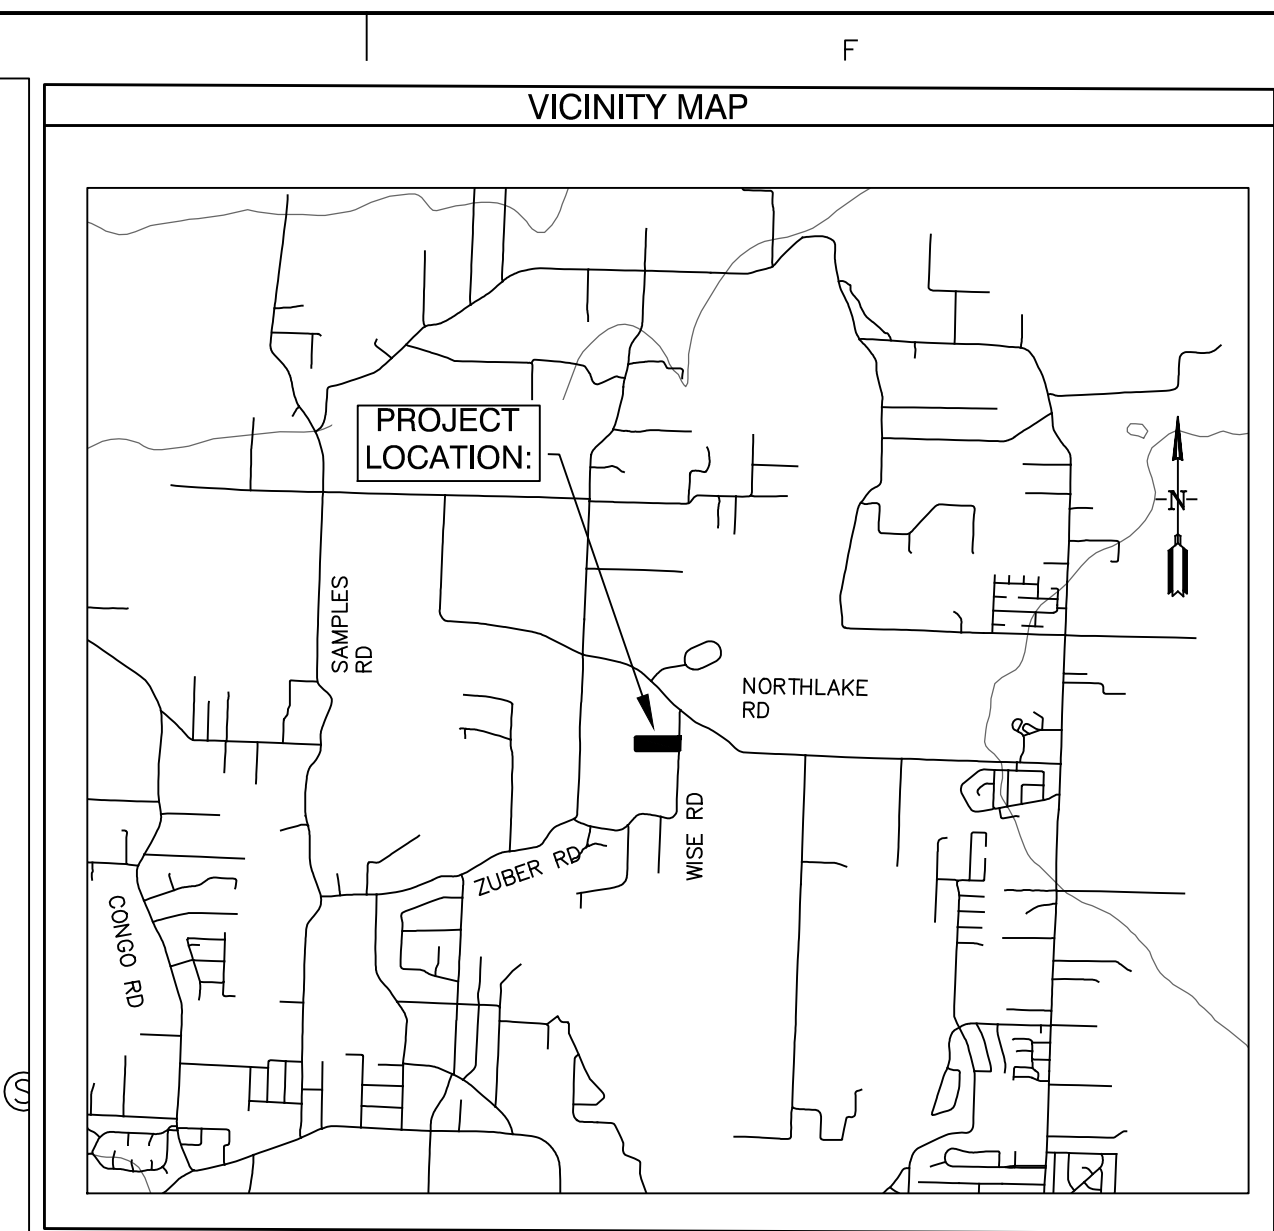 F
VICINITY MAP
PROJECT
LOCATION:
N
SAMPLES
RD
NORTHLAKE
RD
WISE RD
ZUBER RD
CONGO RD
S